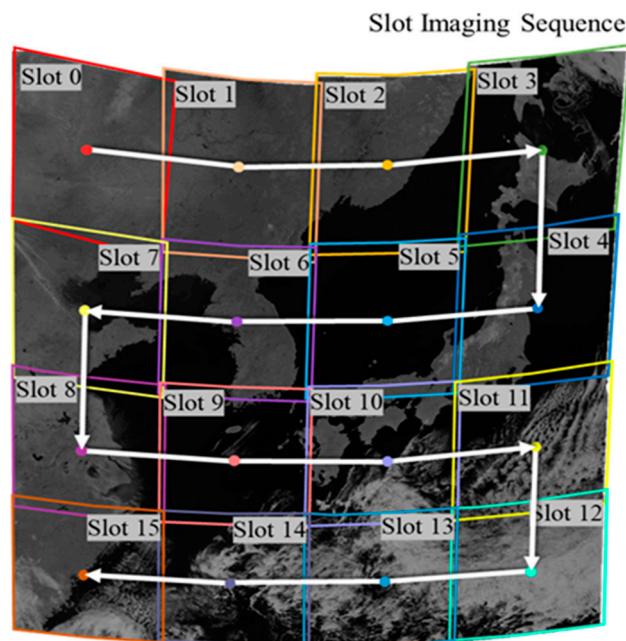 Slot Imaging Sequence
Slot 0
Slot 1
Slot 2
Slot 3
Slot 7
Slot 6
Slot 5
Slot 4
Slot 8
Slot 9
Slot 10
Slot 11
Slot 15
Slot 14
Slot 13
Slot 12